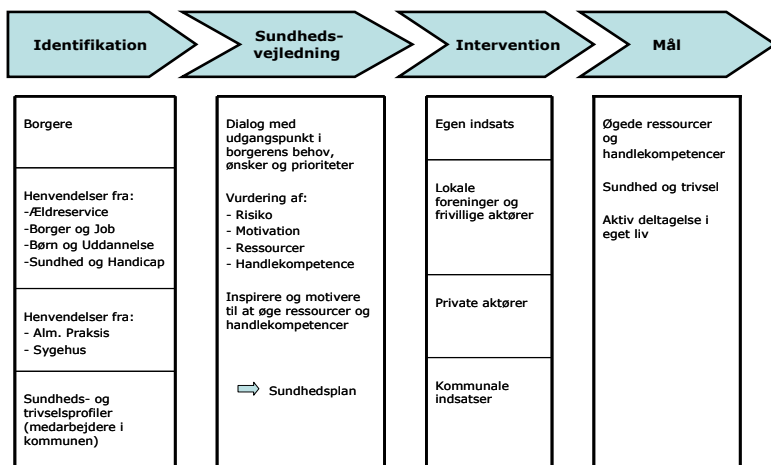 Identifikation
Sundheds-
vejledning
Intervention
Mål
Borgere
Henvendelser fra:
-Ældreservice
-Borger og Job
-Børn og Uddannelse
-Sundhed og Handicap
Henvendelser fra:
- Alm. Praksis
- Sygehus
Sundheds- og
trivselsprofiler
(medarbejdere i
kommunen)
Dialog med
udgangspunkt i
borgerens behov,
ønsker og prioriteter
Vurdering af:
- Risiko
- Motivation
- Ressourcer
- Handlekompetence
Inspirere og motivere
til at øge ressourcer og
handlekompetencer
Sundhedsplan
Egen indsats
Lokale
foreninger og
frivillige aktører
Private aktører
Kommunale
indsatser
Øgede ressourcer
og
handlekompetencer
Sundhed og trivsel
Aktiv deltagelse i
eget liv